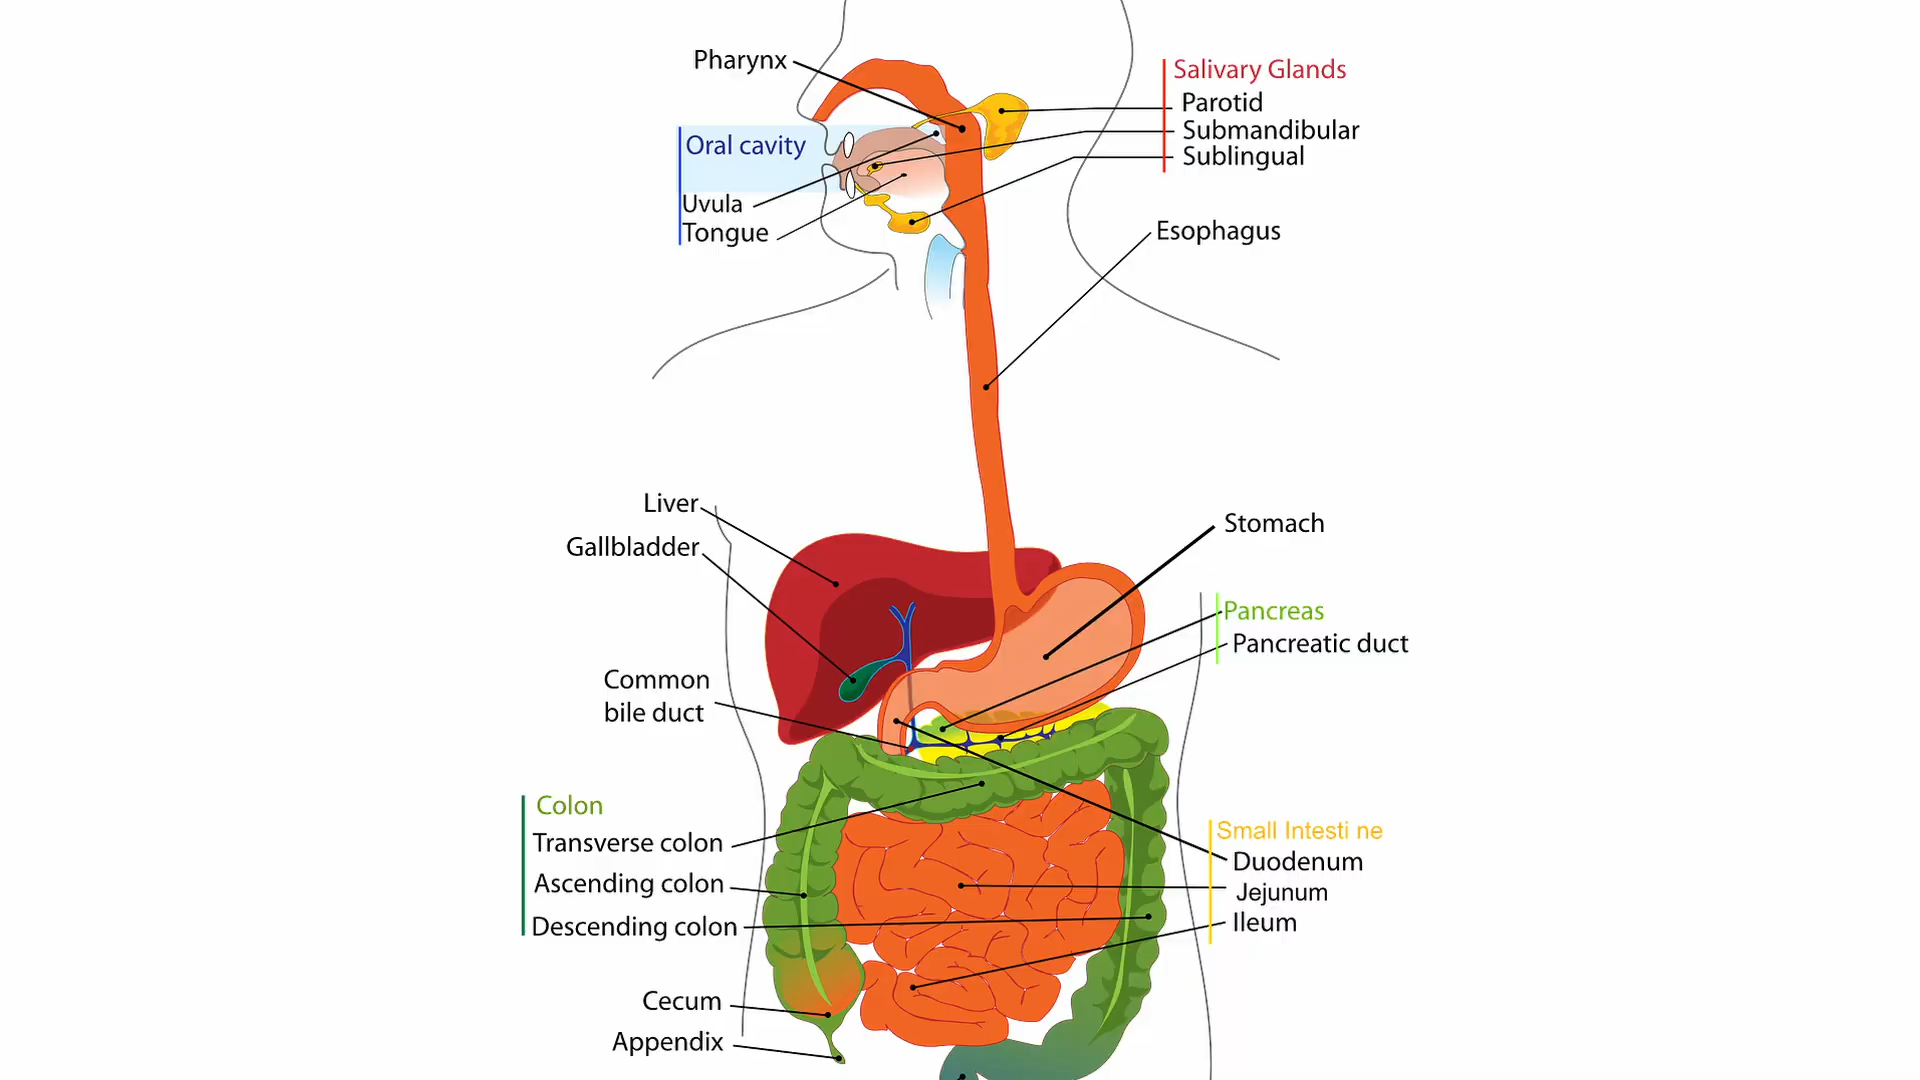 Pharynx
Oral cavity
Uvula
Tongue
Salivary Glands
Parotid
Submandibular
Sublingual
Esophagus
Liver
Gallbladder
Common
bile duct
Stomach
Pancreas
Pancreatic duct
Colon
Transverse colon
Ascending colon
Descending colon
Cecum
Appendix
Small Intesti ne
Duodenum
Jejunum
Ileum